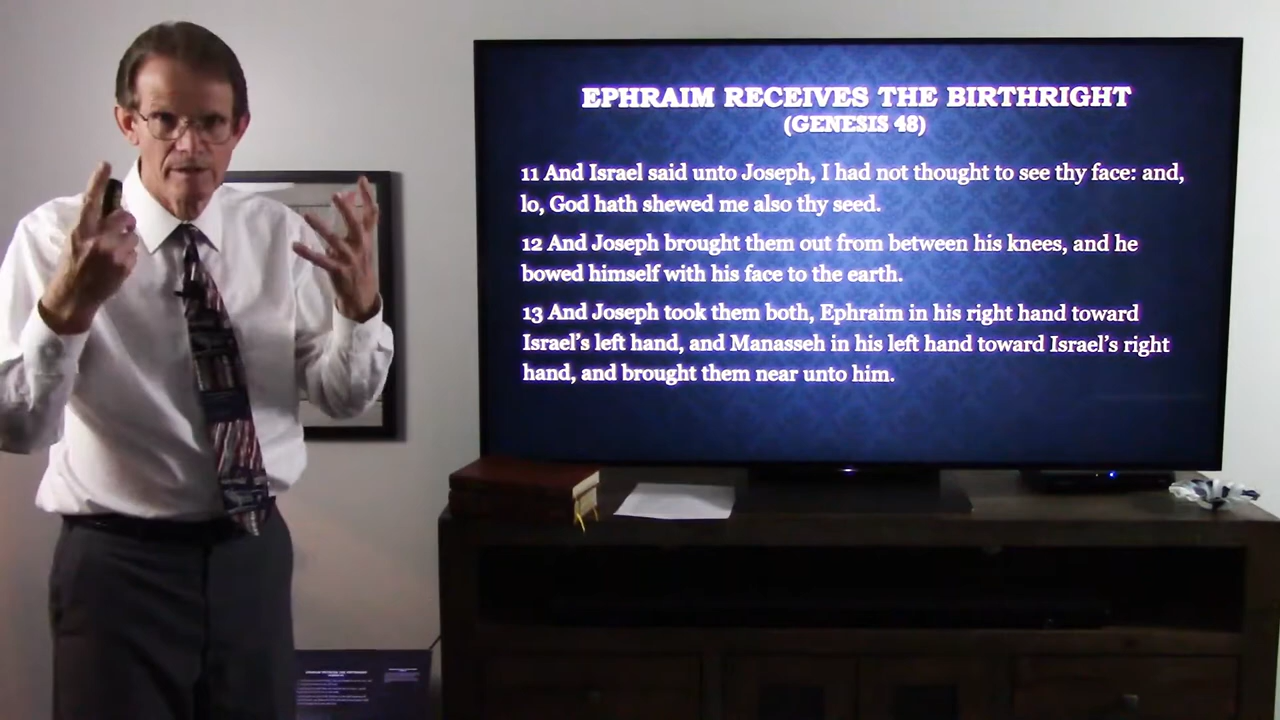 EPHRAIM RECEIVES THE BIRTHRIGHT
(GENESIS 48)
11 And Israel said unto Joseph, I had not thought to see thy face: and,
lo, God hath shewed me also thy seed.
12 And Joseph brought them out from between his knees, and he
bowed himself with his face to the earth.
13 And Joseph took them both, Ephraim in his right hand toward
Israel's left hand, and Manasseh in his left hand toward Israel's right
hand, and brought them near unto him.
EPHRAIM RECEIVES THE BIRTHRIGHT